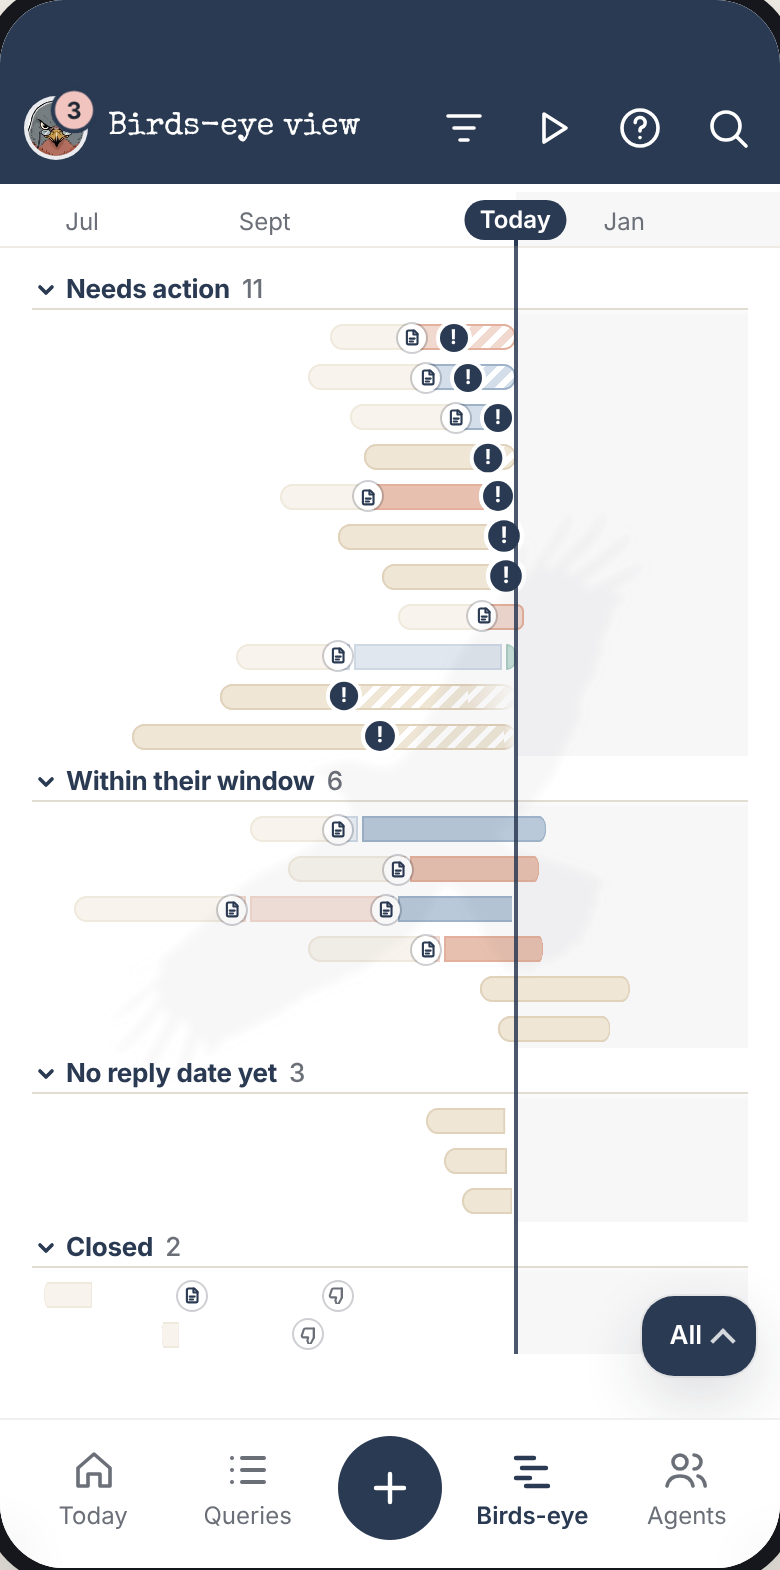 3
Birds-eye view
Jul Sept Today Jan
Needs action 11
!
!
!
!
!
!
!
!
!
Within their window 6
No reply date yet 3
Closed 2
All
Today Queries Birds-eye Agents